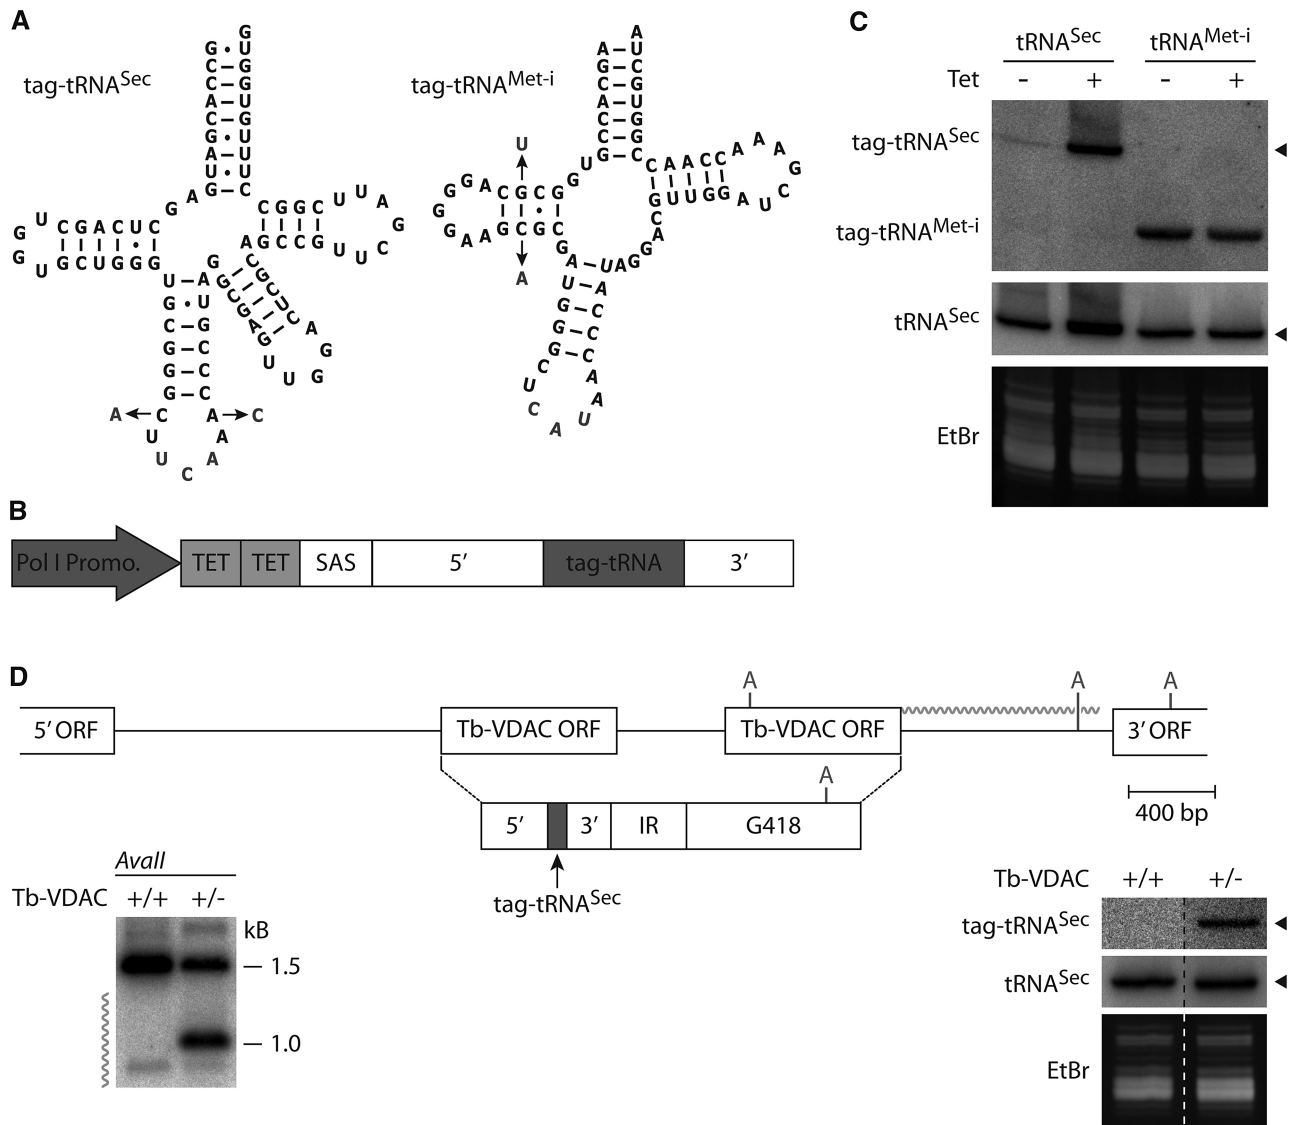 A
tag-tRNASec
tag-tRNAMet-i
B
Pol I Promo.
TET
TET
SAS
5′
tag-tRNA
3′
C
tRNASec
tRNAMet-i
Tet
-
+
-
+
tag-tRNASec
tag-tRNAMet-i
tRNASec
EtBr
D
A
A
A
5′ ORF
Tb-VDAC ORF
Tb-VDAC ORF
3′ ORF
A
400 bp
5′
3′
IR
G418
tag-tRNASec
AvaII
Tb-VDAC
+/+
+/-
kB
1.5
1.0
Tb-VDAC
+/+
+/-
tag-tRNASec
tRNASec
EtBr